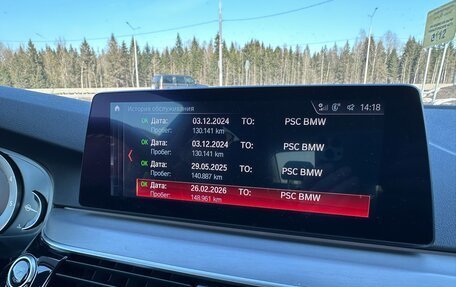 История обслуживания
14:18
OK Дата: 03.12.2024 ТО: PSC BMW
Пробег: 130.141 km
OK Дата: 03.12.2024 ТО: PSC BMW
Пробег: 130.141 km
OK Дата: 29.05.2025 ТО: PSC BMW
Пробег: 140.887 km
OK Дата: 26.02.2026 ТО: PSC BMW
Пробег: 148.961 km